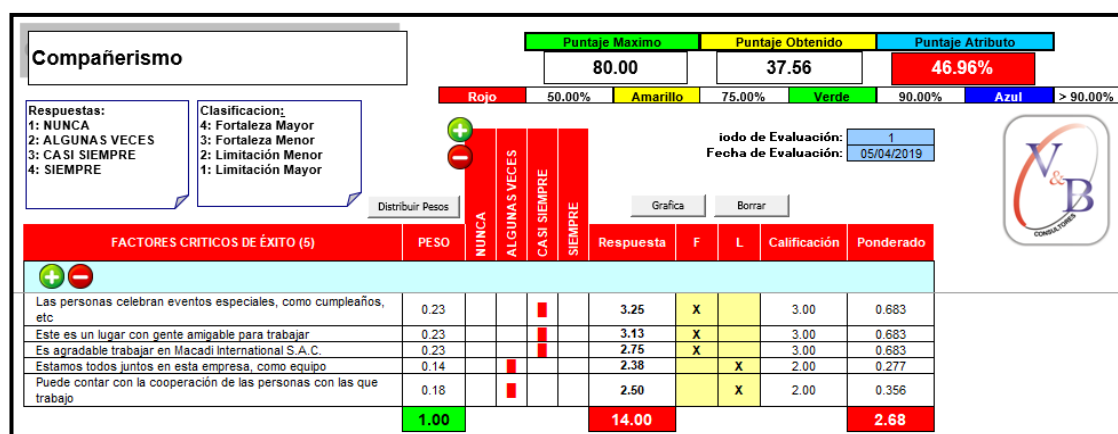 Compañerismo
Puntaje Maximo Puntaje Obtenido Puntaje Atributo
80.00 37.56 46.96%
Rojo 50.00% Amarillo 75.00% Verde 90.00% Azul > 90.00%
Respuestas:
1: NUNCA
2: ALGUNAS VECES
3: CASI SIEMPRE
4: SIEMPRE
Clasificacion:
4: Fortaleza Mayor
3: Fortaleza Menor
2: Limitación Menor
1: Limitación Mayor
iodo de Evaluación: 1
Fecha de Evaluación: 05/04/2019
V&B
CONSULTORES
Distribuir Pesos
Grafica
Borrar
FACTORES CRITICOS DE ÉXITO (5) PESO NUNCA ALGUNAS VECES CASI SIEMPRE SIEMPRE Respuesta F L Calificación Ponderado
Las personas celebran eventos especiales, como cumpleaños,
etc 0.23 3.25 X 3.00 0.683
Este es un lugar con gente amigable para trabajar 0.23 3.13 X 3.00 0.683
Es agradable trabajar en Macadi International S.A.C. 0.23 2.75 X 3.00 0.683
Estamos todos juntos en esta empresa, como equipo 0.14 2.38 X 2.00 0.277
Puede contar con la cooperación de las personas con las que
trabajo 0.18 2.50 X 2.00 0.356
1.00 14.00 2.68